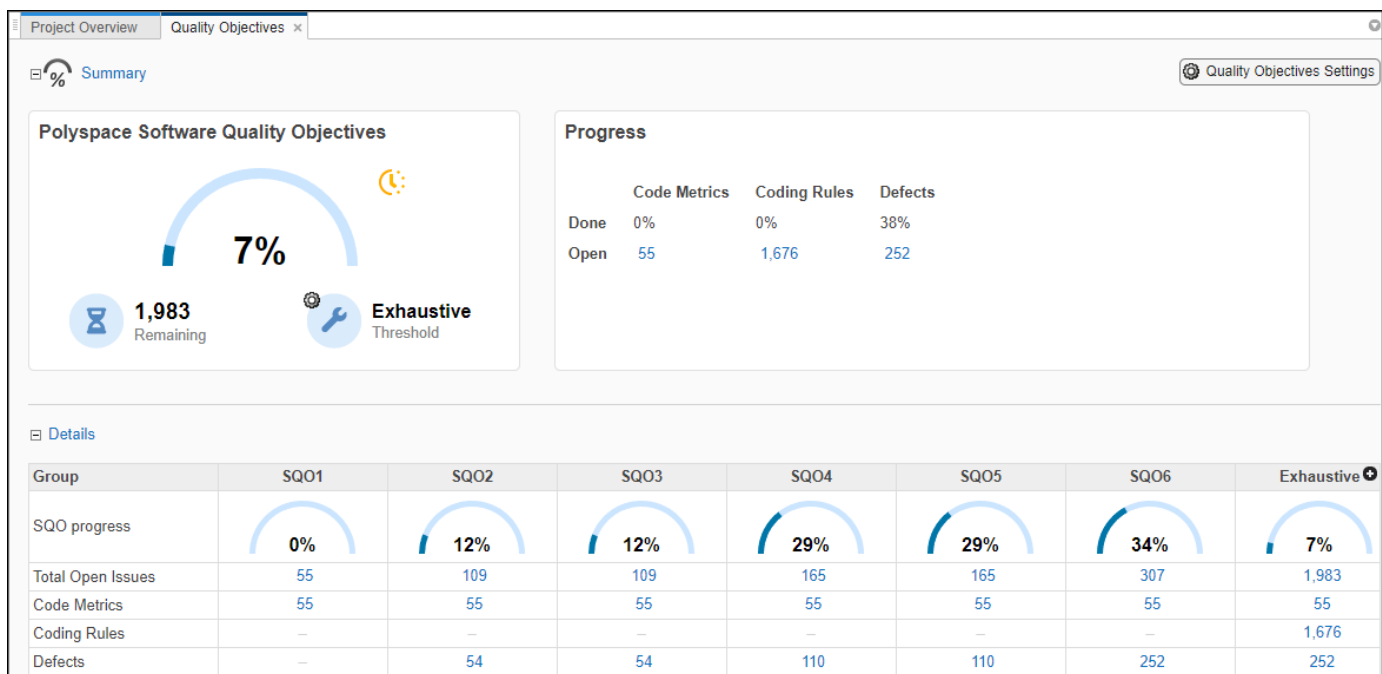 Project Overview Quality Objectives ×
% Summary Quality Objectives Settings
Polyspace Software Quality Objectives
7%
1,983
Remaining
Exhaustive
Threshold
Progress
Code Metrics Coding Rules Defects
Done 0% 0% 38%
Open 55 1,676 252
Details
Group SQO1 SQO2 SQO3 SQO4 SQO5 SQO6 Exhaustive
SQO progress 0% 12% 12% 29% 29% 34% 7%
Total Open Issues 55 109 109 165 165 307 1,983
Code Metrics 55 55 55 55 55 55 55
Coding Rules – – – – – – 1,676
Defects – 54 54 110 110 252 252